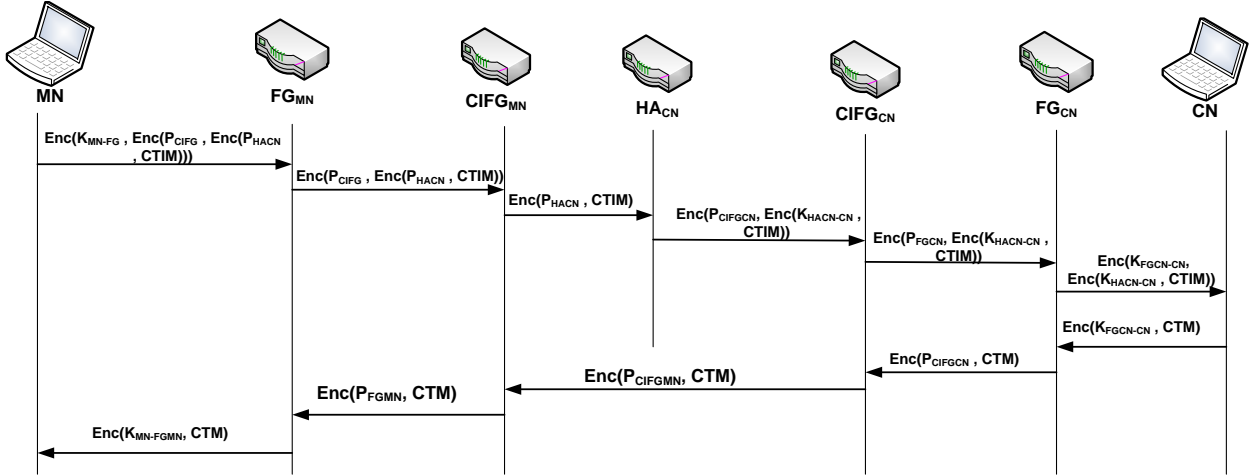 MN
FGMN
CIFGMN
HACN
CIFGCN
FGCN
CN
Enc(KMN-FG , Enc(PCIFG , Enc(PHACN
, CTIM)))
Enc(PCIFG , Enc(PHACN , CTIM))
Enc(PHACN , CTIM)
Enc(PCIFGCN, Enc(KHACN-CN ,
CTIM))
Enc(PFGCN, Enc(KHACN-CN ,
CTIM))
Enc(KFGCN-CN,
Enc(KHACN-CN , CTIM))
Enc(KFGCN-CN , CTM)
Enc(PCIFGCN , CTM)
Enc(PCIFGMN, CTM)
Enc(PFGMN, CTM)
Enc(KMN-FGMN, CTM)